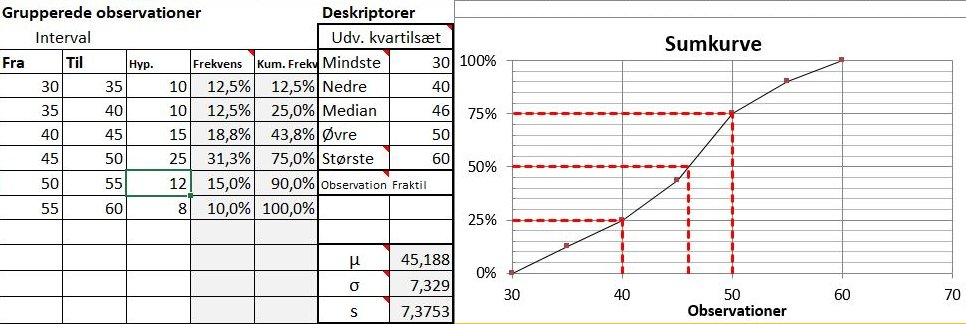 Grupperede observationer Deskriptorer
Interval Udv. kvartilsæt
Fra Til Hyp. Frekvens Kum. Frekv Mindste 30
30 35 10 12,5% 12,5% Nedre 40
35 40 10 12,5% 25,0% Median 46
40 45 15 18,8% 43,8% Øvre 50
45 50 25 31,3% 75,0% Største 60
50 55 12 15,0% 90,0% Observation Fraktil
55 60 8 10,0% 100,0%
µ 45,188
σ 7,329
s 7,3753
Sumkurve
100%
75%
50%
25%
0%
30 40 50 60 70
Observationer